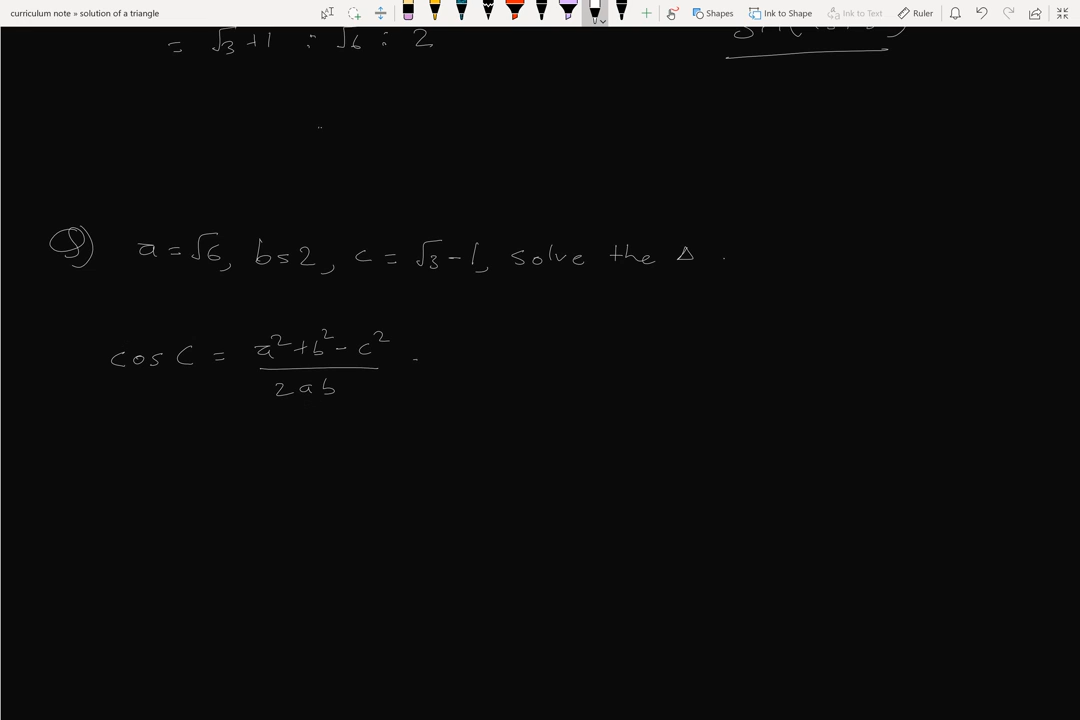 curriculum note » solution of a triangle
Shapes Ink to Shape Ink to Text Ruler
= √3 +1 : √6 : 2
Q) a = √6, b = 2, c = √3 - 1, solve the Δ .
cos C = a² + b² - c² / 2ab